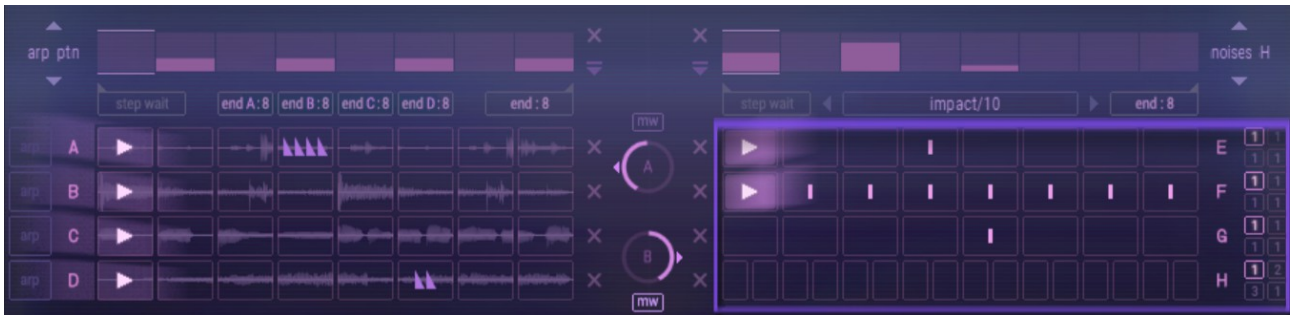 arp ptn
noises H
step wait
end A:8
end B:8
end C:8
end D:8
end : 8
step wait
impact/10
end : 8
mw
arp
A
A
E
1 1
1 1
arp
B
F
1 1
1 1
arp
C
B
G
1 1
1 1
arp
D
mw
H
1 2
3 1